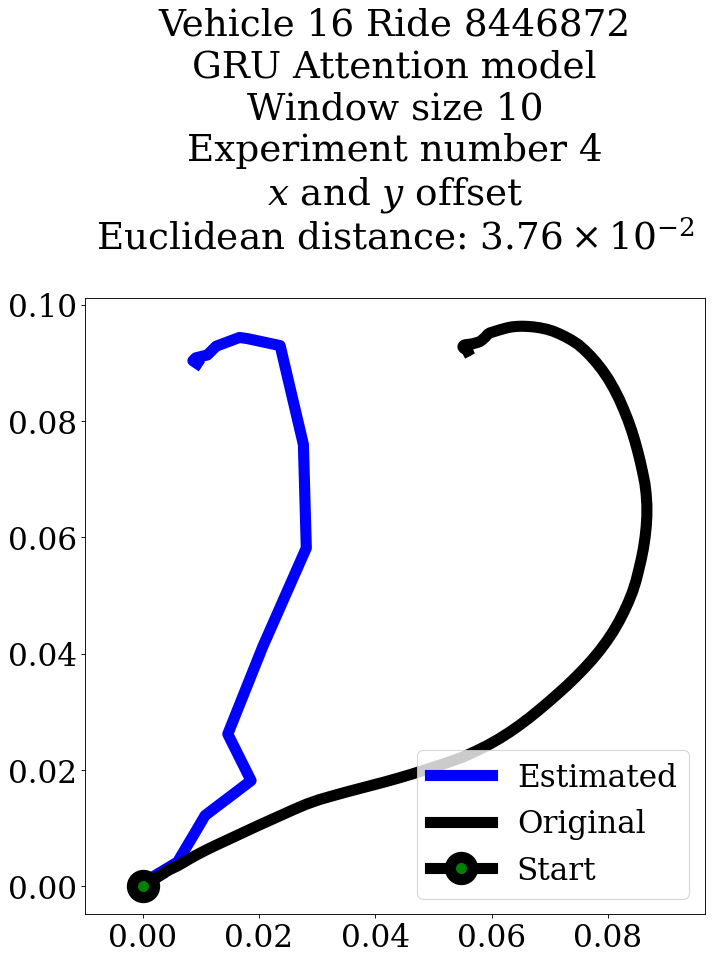 Vehicle 16 Ride 8446872
GRU Attention model
Window size 10
Experiment number 4
x and y offset
Euclidean distance: 3.76 × 10⁻²
0.10
0.08
0.06
0.04
0.02
0.00
Estimated
Original
Start
0.00 0.02 0.04 0.06 0.08